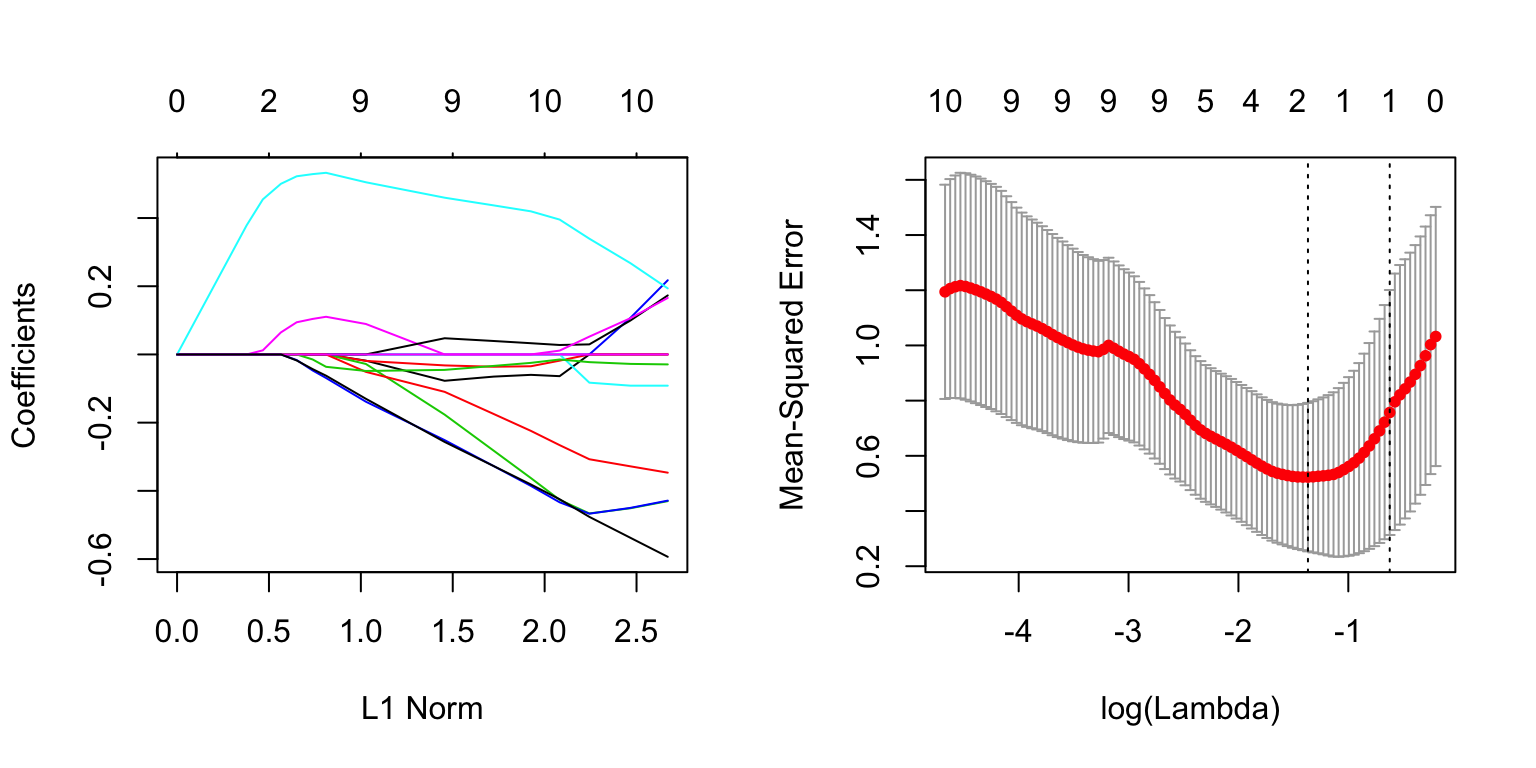 0 2 9 9 10 10
Coefficients
0.2
-0.2
-0.6
0.0 0.5 1.0 1.5 2.0 2.5
L1 Norm
10 9 9 9 9 5 4 2 1 1 0
Mean-Squared Error
1.4
1.0
0.6
0.2
-4 -3 -2 -1
log(Lambda)